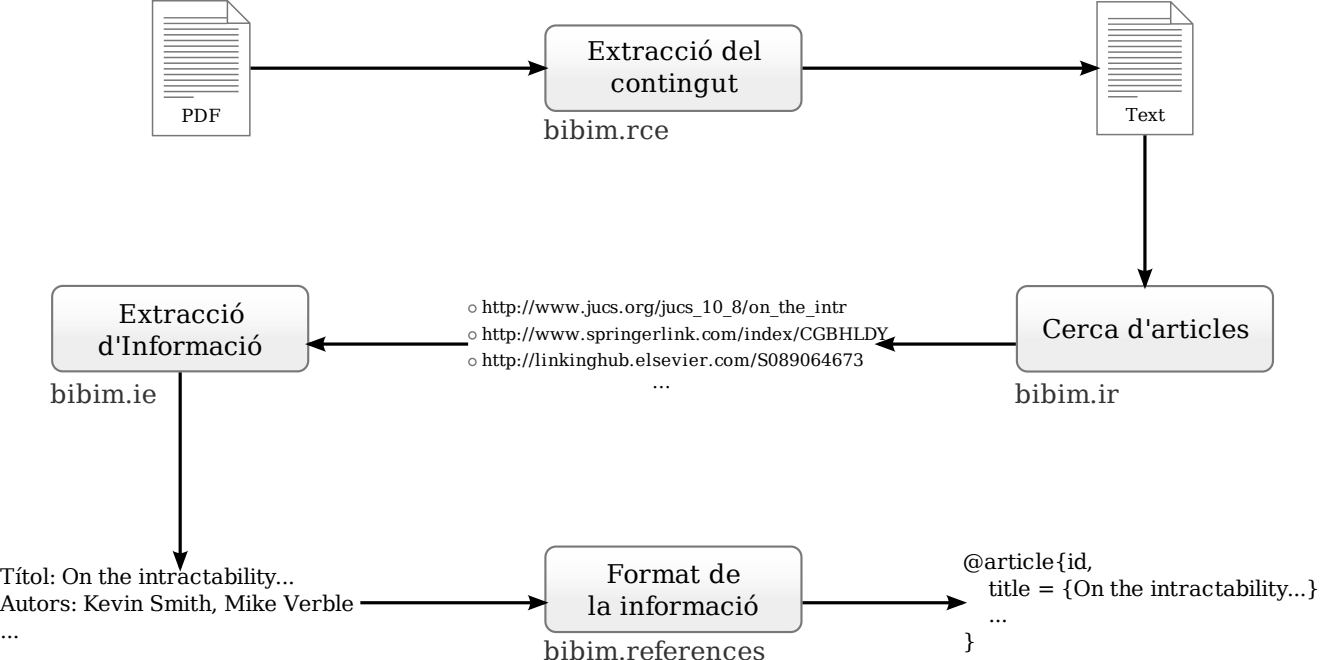 PDF
Extracció del
contingut
bibim.rce
Text
Cerca d'articles
bibim.ir
○ http://www.jucs.org/jucs_10_8/on_the_intr
○ http://www.springerlink.com/index/CGBHLDY
○ http://linkinghub.elsevier.com/S089064673
...
Extracció
d'Informació
bibim.ie
Títol: On the intractability...
Autors: Kevin Smith, Mike Verble
...
Format de
la informació
bibim.references
@article{id,
title = {On the intractability...}
...
}